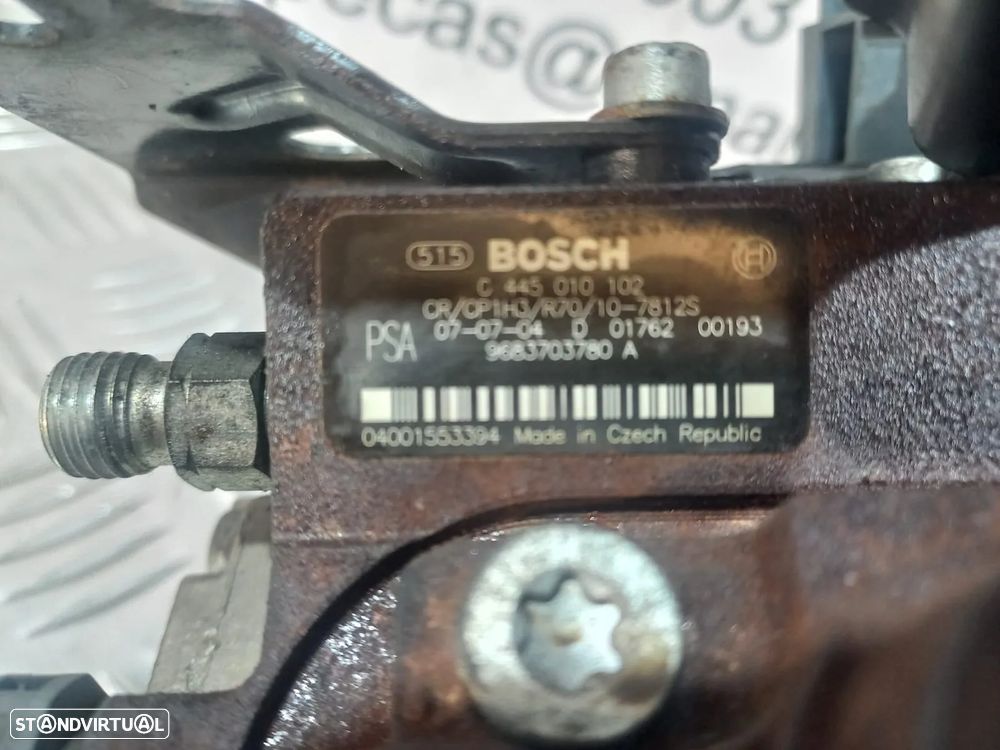 515 BOSCH
0 445 010 102
CR/CP1H3/R70/10-7812S
PSA 07-07-04 D 01762 00193
9683703780 A
04001553394 Made in Czech Republic
STANDVIRTUAL